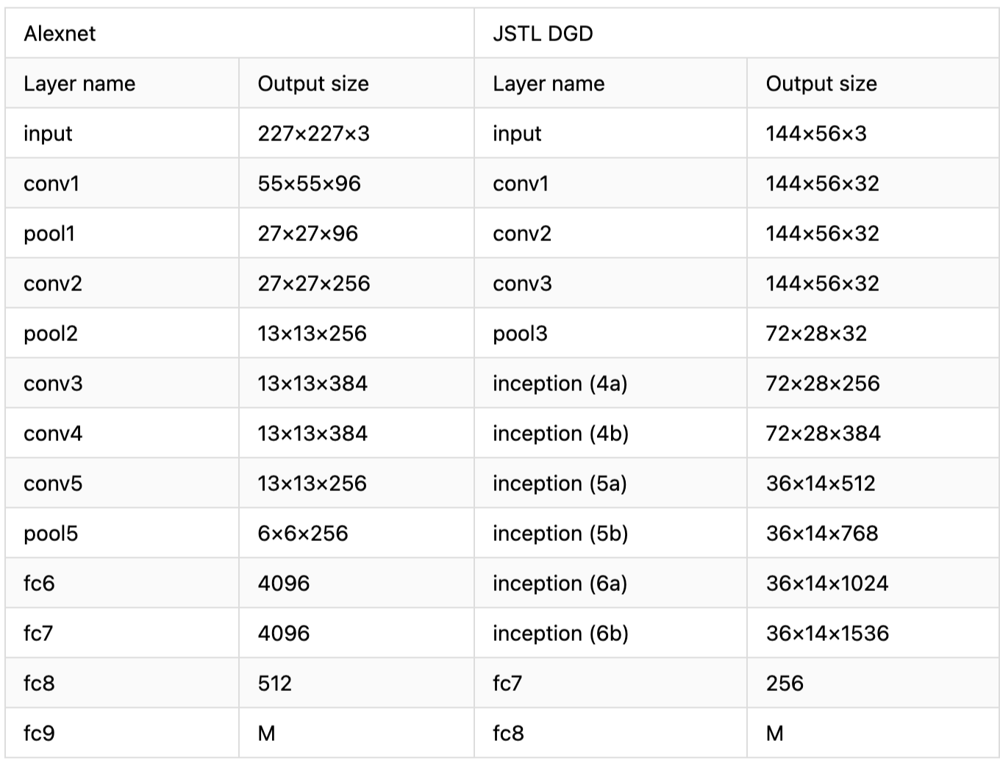 Alexnet JSTL DGD
Layer name Output size Layer name Output size
input 227×227×3 input 144×56×3
conv1 55×55×96 conv1 144×56×32
pool1 27×27×96 conv2 144×56×32
conv2 27×27×256 conv3 144×56×32
pool2 13×13×256 pool3 72×28×32
conv3 13×13×384 inception (4a) 72×28×256
conv4 13×13×384 inception (4b) 72×28×384
conv5 13×13×256 inception (5a) 36×14×512
pool5 6×6×256 inception (5b) 36×14×768
fc6 4096 inception (6a) 36×14×1024
fc7 4096 inception (6b) 36×14×1536
fc8 512 fc7 256
fc9 M fc8 M